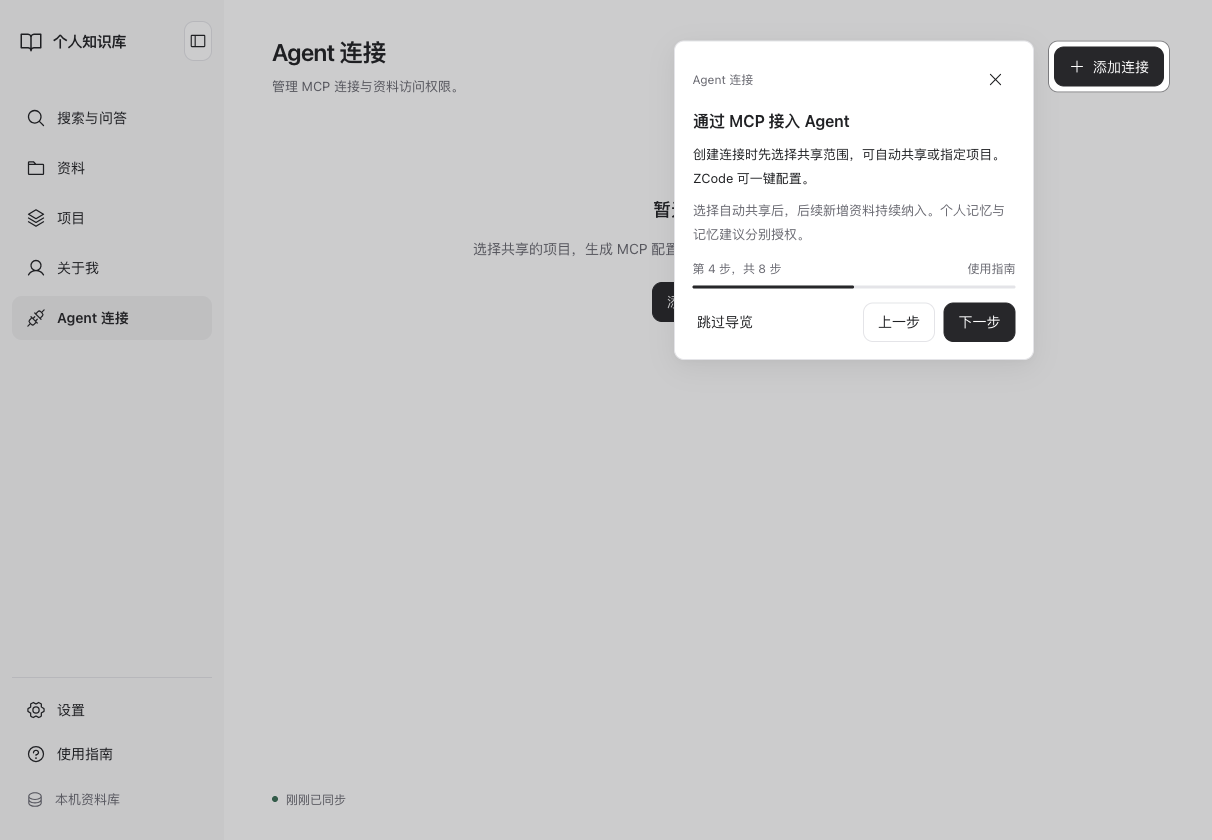 个人知识库
搜索与问答
资料
项目
关于我
Agent 连接
设置
使用指南
本机资料库
Agent 连接
管理 MCP 连接与资料访问权限。
添加连接
选择共享的项目，生成 MCP 配置
刚刚已同步
Agent 连接
通过 MCP 接入 Agent
创建连接时先选择共享范围，可自动共享或指定项目。
ZCode 可一键配置。
选择自动共享后，后续新增资料持续纳入。个人记忆与
记忆建议分别授权。
第 4 步，共 8 步
使用指南
跳过导览
上一步
下一步